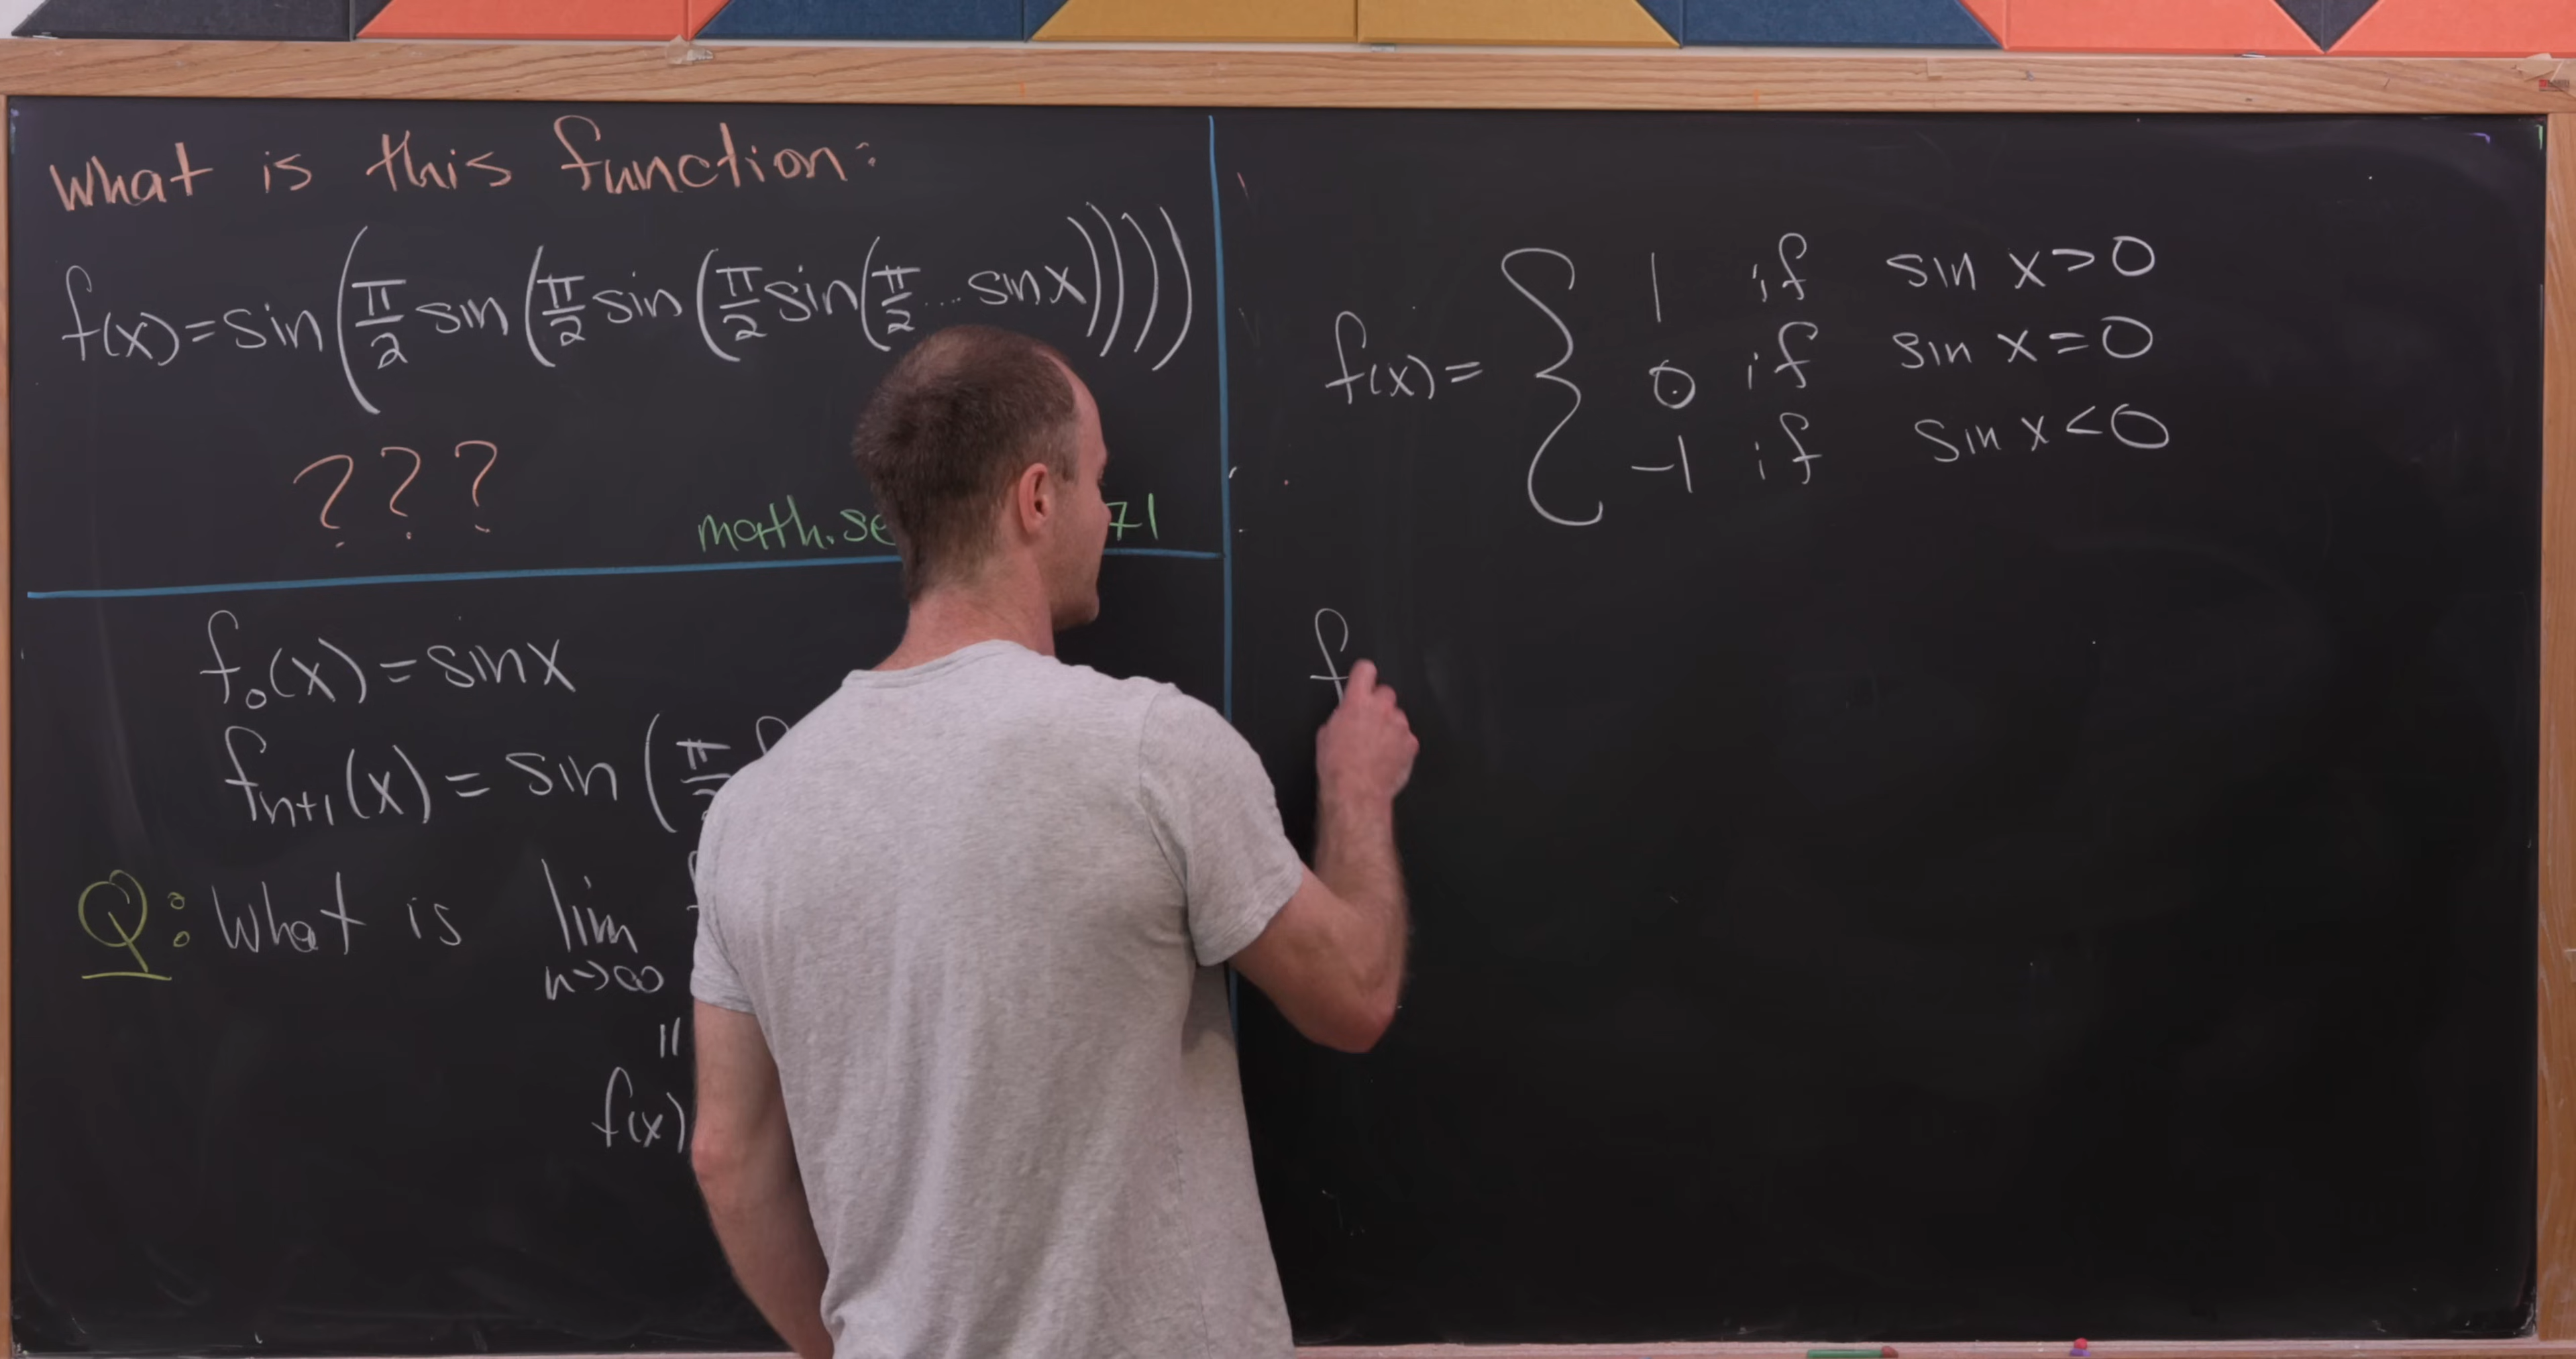 What is this function:
f(x)=sin(π/2 sin(π/2 sin(π/2 sin(π/2 ... sin x))))
???
f₀(x)=sin x
fₙ₊₁(x)=sin(π/
Q: What is lim n→∞
||
f(x)
f(x)= { 1 if sin x>0
0 if sin x=0
-1 if sin x<0
f